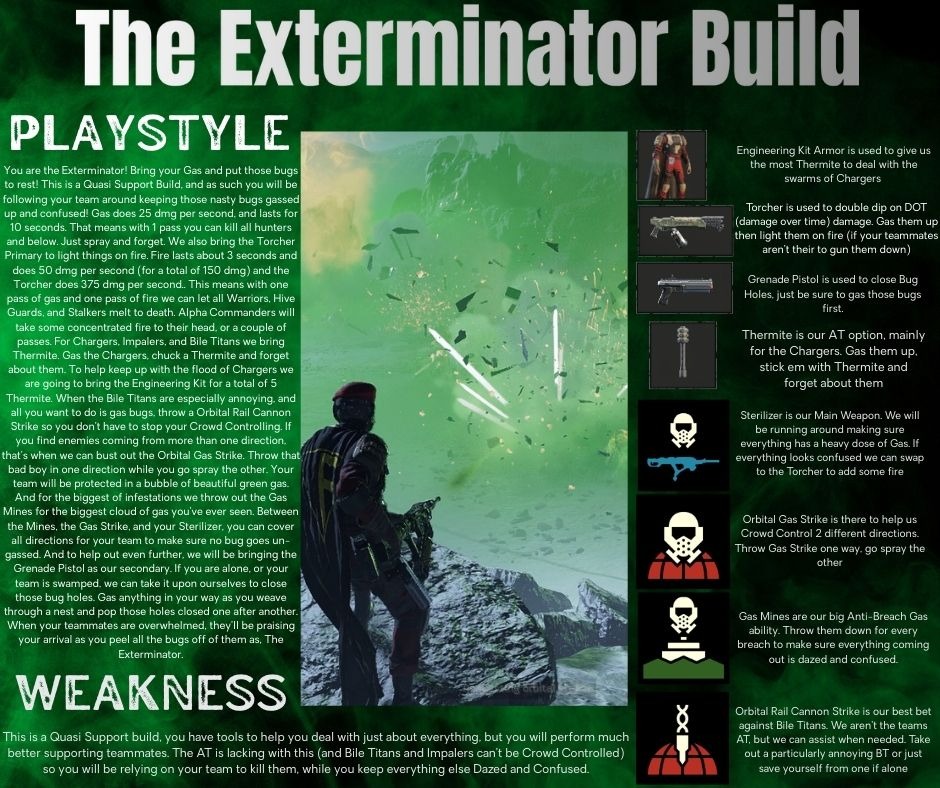 The Exterminator Build
PLAYSTYLE
You are the Exterminator! Bring your Gas and put those bugs
to rest! This is a Quasi Support Build, and as such you will be
following your team around keeping those nasty bugs gassed
up and confused! Gas does 25 dmg per second, and lasts for
10 seconds. That means with 1 pass you can kill all hunters
and below. Just spray and forget. We also bring the Torcher
Primary to light things on fire. Fire lasts about 3 seconds and
does 50 dmg per second (for a total of 150 dmg) and the
Torcher does 375 dmg per second.. This means with one
pass of gas and one pass of fire we can let all Warriors, Hive
Guards, and Stalkers melt to death. Alpha Commanders will
take some concentrated fire to their head, or a couple of
passes. For Chargers, Impalers, and Bile Titans we bring
Thermite. Gas the Chargers, chuck a Thermite and forget
about them. To help keep up with the flood of Chargers we
are going to bring the Engineering Kit for a total of 5
Thermite. When the Bile Titans are especially annoying, and
all you want to do is gas bugs, throw a Orbital Rail Cannon
Strike so you don't have to stop your Crowd Controlling. If
you find enemies coming from more than one direction,
that's when we can bust out the Orbital Gas Strike. Throw that
bad boy in one direction while you go spray the other. Your
team will be protected in a bubble of beautiful green gas.
And for the biggest of infestations we throw out the Gas
Mines for the biggest cloud of gas you've ever seen. Between
the Mines, the Gas Strike, and your Sterilizer, you can cover
all directions for your team to make sure no bug goes un-
gassed. And to help out even further, we will be bringing the
Grenade Pistol as our secondary. If you are alone, or your
team is swamped, we can take it upon ourselves to close
those bug holes. Gas anything in your way as you weave
through a nest and pop those holes closed one after another.
When your teammates are overwhelmed, they'll be praising
your arrival as you peel all the bugs off of them as, The
Exterminator.
WEAKNESS
This is a Quasi Support build, you have tools to help you deal with just about everything, but you will perform much
better supporting teammates. The AT is lacking with this (and Bile Titans and Impalers can't be Crowd Controlled)
so you will be relying on your team to kill them, while you keep everything else Dazed and Confused.
Engineering Kit Armor is used to give us
the most Thermite to deal with the
swarms of Chargers
Torcher is used to double dip on DOT
(damage over time) damage. Gas them up
then light them on fire (if your teammates
aren't their to gun them down)
Grenade Pistol is used to close Bug
Holes, just be sure to gas those bugs
first.
Thermite is our AT option, mainly
for the Chargers. Gas them up,
stick em with Thermite and
forget about them
Sterilizer is our Main Weapon. We will
be running around making sure
everything has a heavy dose of Gas. If
everything looks confused we can swap
to the Torcher to add some fire
Orbital Gas Strike is there to help us
Crowd Control 2 different directions.
Throw Gas Strike one way, go spray the
other
Gas Mines are our big Anti-Breach Gas
ability. Throw them down for every
breach to make sure everything coming
out is dazed and confused.
Orbital Rail Cannon Strike is our best bet
against Bile Titans. We aren't the teams
AT, but we can assist when needed. Take
out a particularly annoying BT or just
save yourself from one if alone